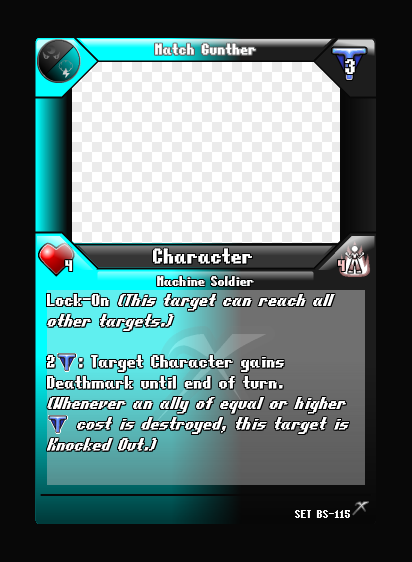 Match Gunther
3
Character
4
4
Machine Soldier
Lock-On (This target can reach all
other targets.)
2 : Target Character gains
Deathmark until end of turn.
(Whenever an ally of equal or higher
cost is destroyed, this target is
Knocked Out.)
SET BS-115